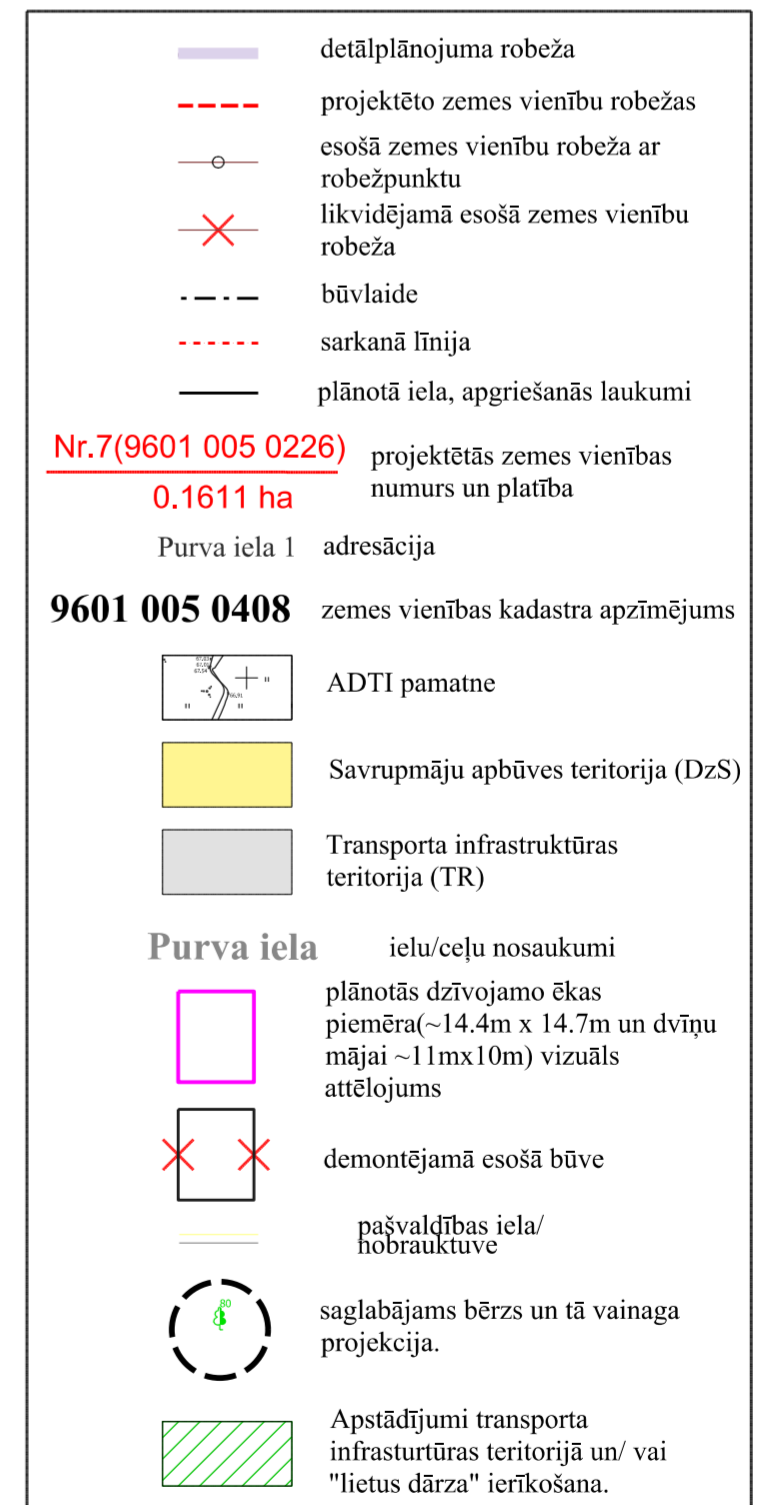 detālplānojuma robeža
projektēto zemes vienību robežas
esošā zemes vienību robeža ar
robežpunktu
likvidējamā esošā zemes vienību
robeža
būvlaide
sarkanā līnija
plānotā iela, apgriešanās laukumi
Nr.7(9601 005 0226)
0.1611 ha
projektētās zemes vienības
numurs un platība
Purva iela 1 adresācija
9601 005 0408 zemes vienības kadastra apzīmējums
ADTI pamatne
Savrupmāju apbūves teritorija (DzS)
Transporta infrastruktūras
teritorija (TR)
Purva iela ielu/ceļu nosaukumi
plānotās dzīvojamo ēkas
piemēra(~14.4m x 14.7m un dvīņu
mājai ~11mx10m) vizuāls
attēlojums
demontējamā esošā būve
pašvaldības iela/
nobrauktuve
80
saglabājams bērzs un tā vainaga
projekcija.
Apstādījumi transporta
infrasturtūras teritorijā un/ vai
"lietus dārza" ierīkošana.